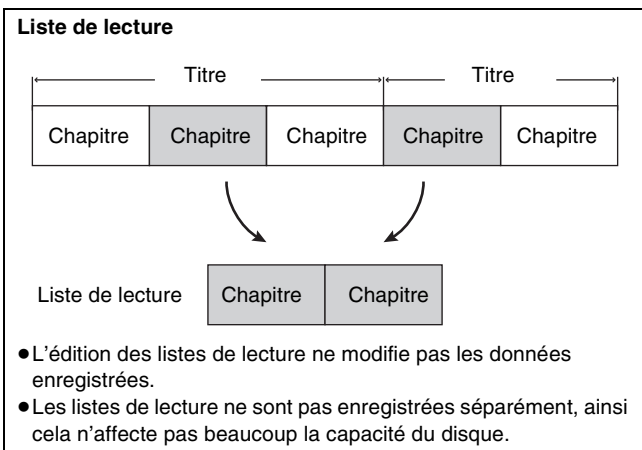 Liste de lecture
Titre Titre
Chapitre Chapitre Chapitre Chapitre Chapitre
Liste de lecture Chapitre Chapitre
●L'édition des listes de lecture ne modifie pas les données
enregistrées.
●Les listes de lecture ne sont pas enregistrées séparément, ainsi
cela n'affecte pas beaucoup la capacité du disque.